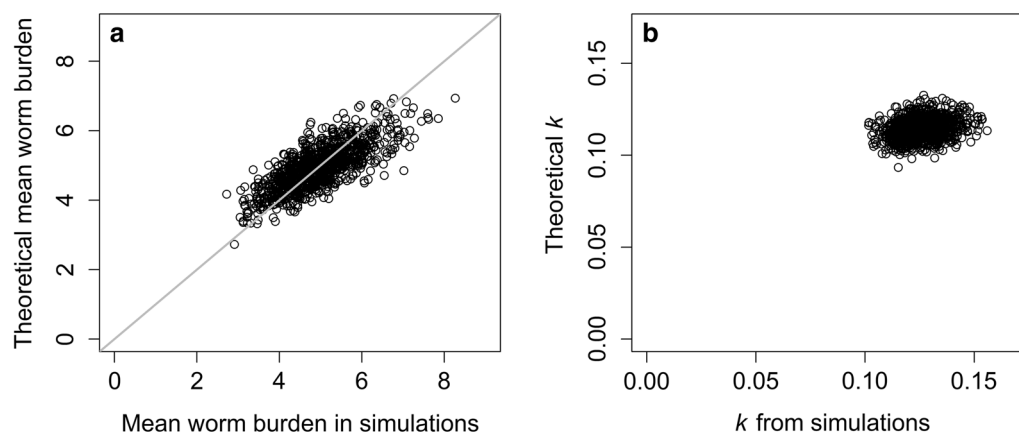 a
Theoretical mean worm burden
8
6
4
2
0
0 2 4 6 8
Mean worm burden in simulations
b
Theoretical k
0.15
0.10
0.05
0.00
0.00 0.05 0.10 0.15
k from simulations